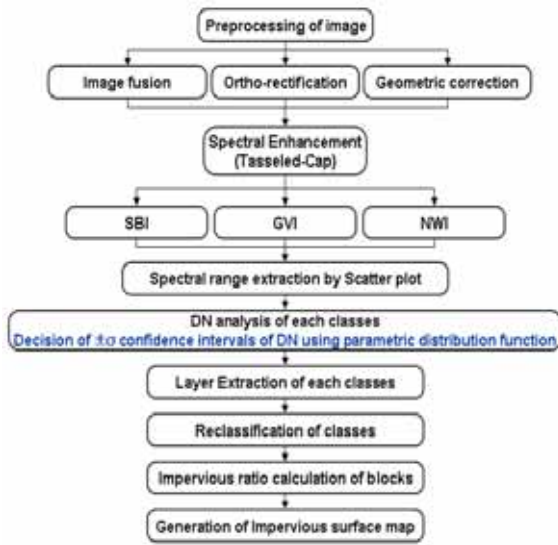 Preprocessing of image
Image fusion
Ortho-rectification
Geometric correction
Spectral Enhancement
(Tasseled-Cap)
SBI
GVI
NWI
Spectral range extraction by Scatter plot
DN analysis of each classes
Decision of ±σ confidence intervals of DN using parametric distribution function
Layer Extraction of each classes
Reclassification of classes
Impervious ratio calculation of blocks
Generation of Impervious surface map